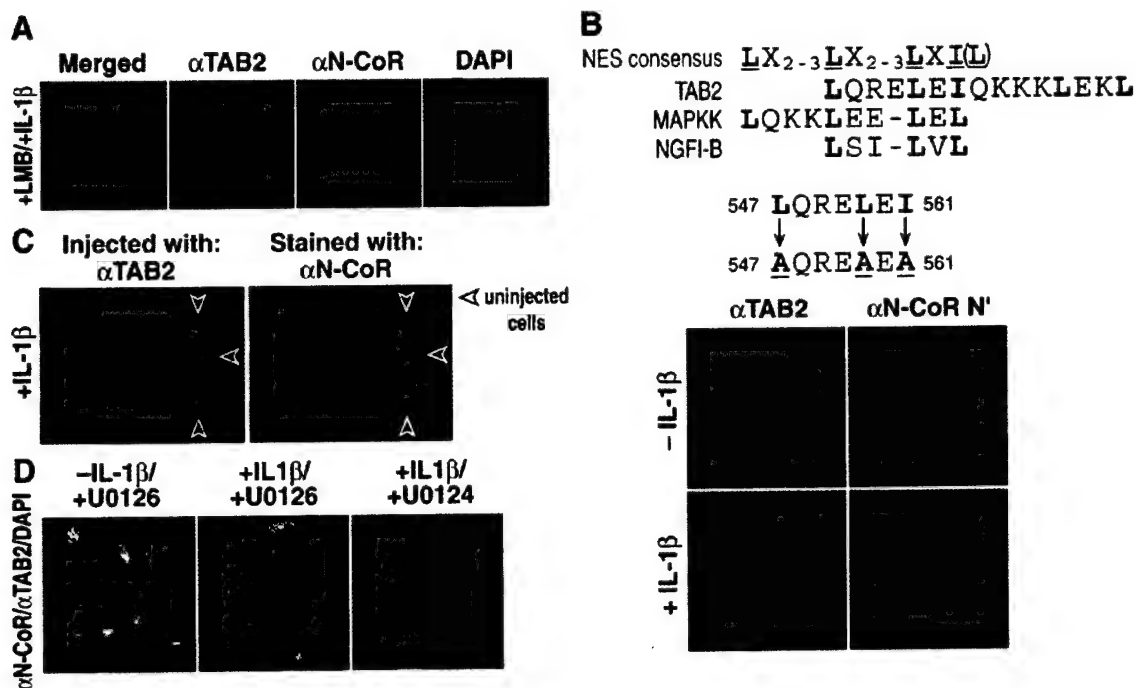 A
Merged αTAB2 αN-CoR DAPI
+LMB/+IL-1β
B
NES consensus LX2-3LX2-3LXI(L)
TAB2 LQRELEIQKKKLEKL
MAPKK LQKKLEE-LEL
NGFI-B LSI-LVL
547 LQRELEI 561
547 AQREAEA 561
αTAB2 αN-CoR N'
– IL-1β
+ IL-1β
C
Injected with: Stained with:
αTAB2 αN-CoR
uninjected
cells
+IL-1β
D
–IL-1β/ +IL1β/ +IL1β/
+U0126 +U0126 +U0124
αN-CoR/αTAB2/DAPI